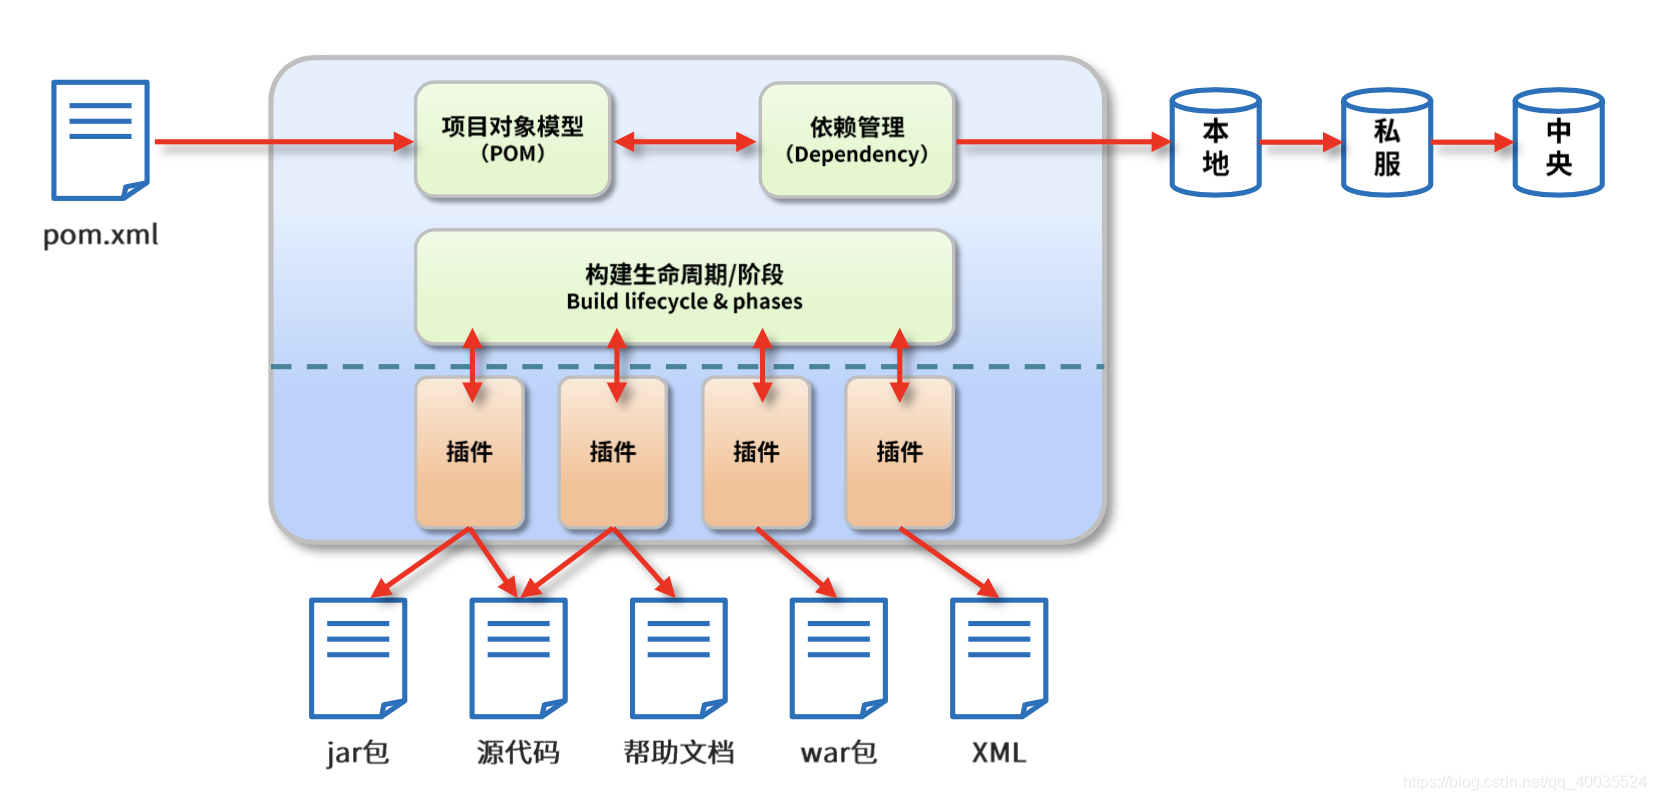 项目对象模型
（POM）
依赖管理
（Dependency）
本
地
私
服
中
央
pom.xml
构建生命周期/阶段
Build lifecycle & phases
插件
插件
插件
插件
jar包
源代码
帮助文档
war包
XML
https://blog.csdn.net/qq_40035524